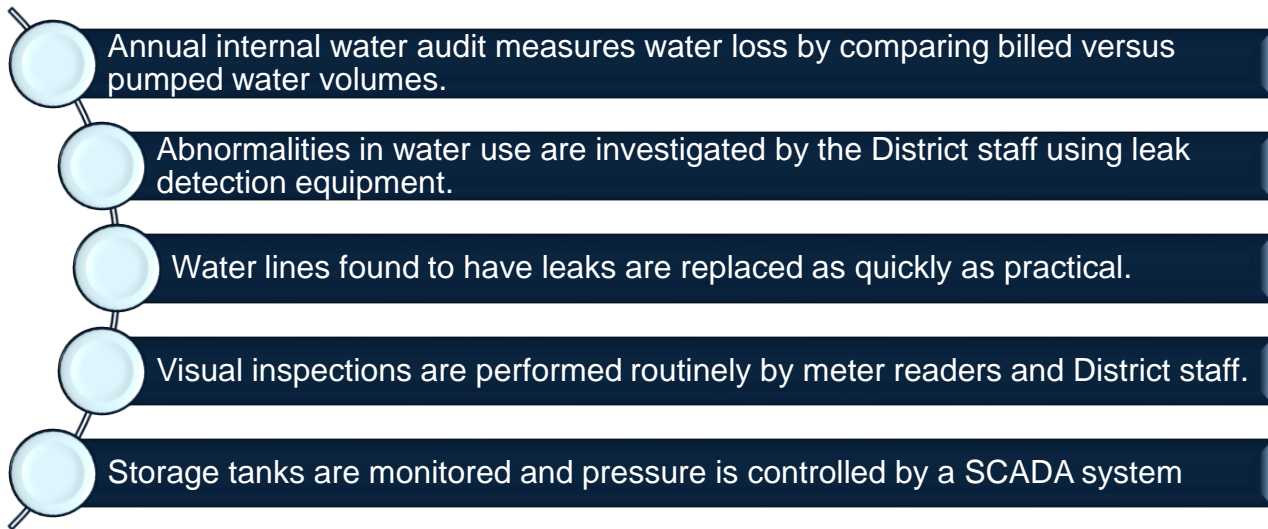 Annual internal water audit measures water loss by comparing billed versus
pumped water volumes.
Abnormalities in water use are investigated by the District staff using leak
detection equipment.
Water lines found to have leaks are replaced as quickly as practical.
Visual inspections are performed routinely by meter readers and District staff.
Storage tanks are monitored and pressure is controlled by a SCADA system